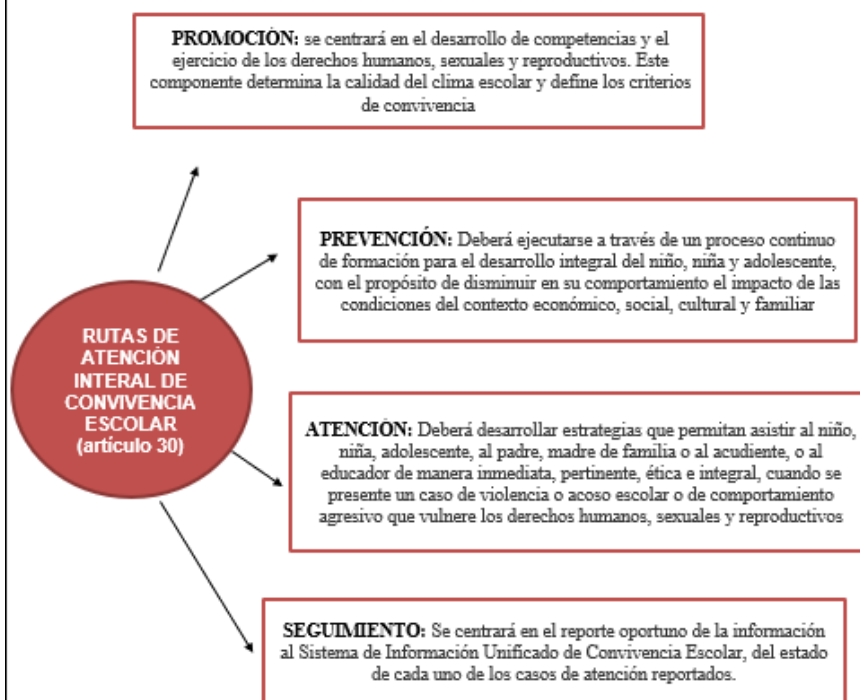 PROMOCIÓN: se centrará en el desarrollo de competencias y el
ejercicio de los derechos humanos, sexuales y reproductivos. Este
componente determina la calidad del clima escolar y define los criterios
de convivencia
PREVENCIÓN: Deberá ejecutarse a través de un proceso continuo
de formación para el desarrollo integral del niño, niña y adolescente,
con el propósito de disminuir en su comportamiento el impacto de las
condiciones del contexto económico, social, cultural y familiar
RUTAS DE
ATENCIÓN
INTERAL DE
CONVIVENCIA
ESCOLAR
(artículo 30)
ATENCIÓN: Deberá desarrollar estrategias que permitan asistir al niño,
niña, adolescente, al padre, madre de familia o al acudiente, o al
educador de manera inmediata, pertinente, ética e integral, cuando se
presente un caso de violencia o acoso escolar o de comportamiento
agresivo que vulnere los derechos humanos, sexuales y reproductivos
SEGUIMIENTO: Se centrará en el reporte oportuno de la información
al Sistema de Información Unificado de Convivencia Escolar, del estado
de cada uno de los casos de atención reportados.